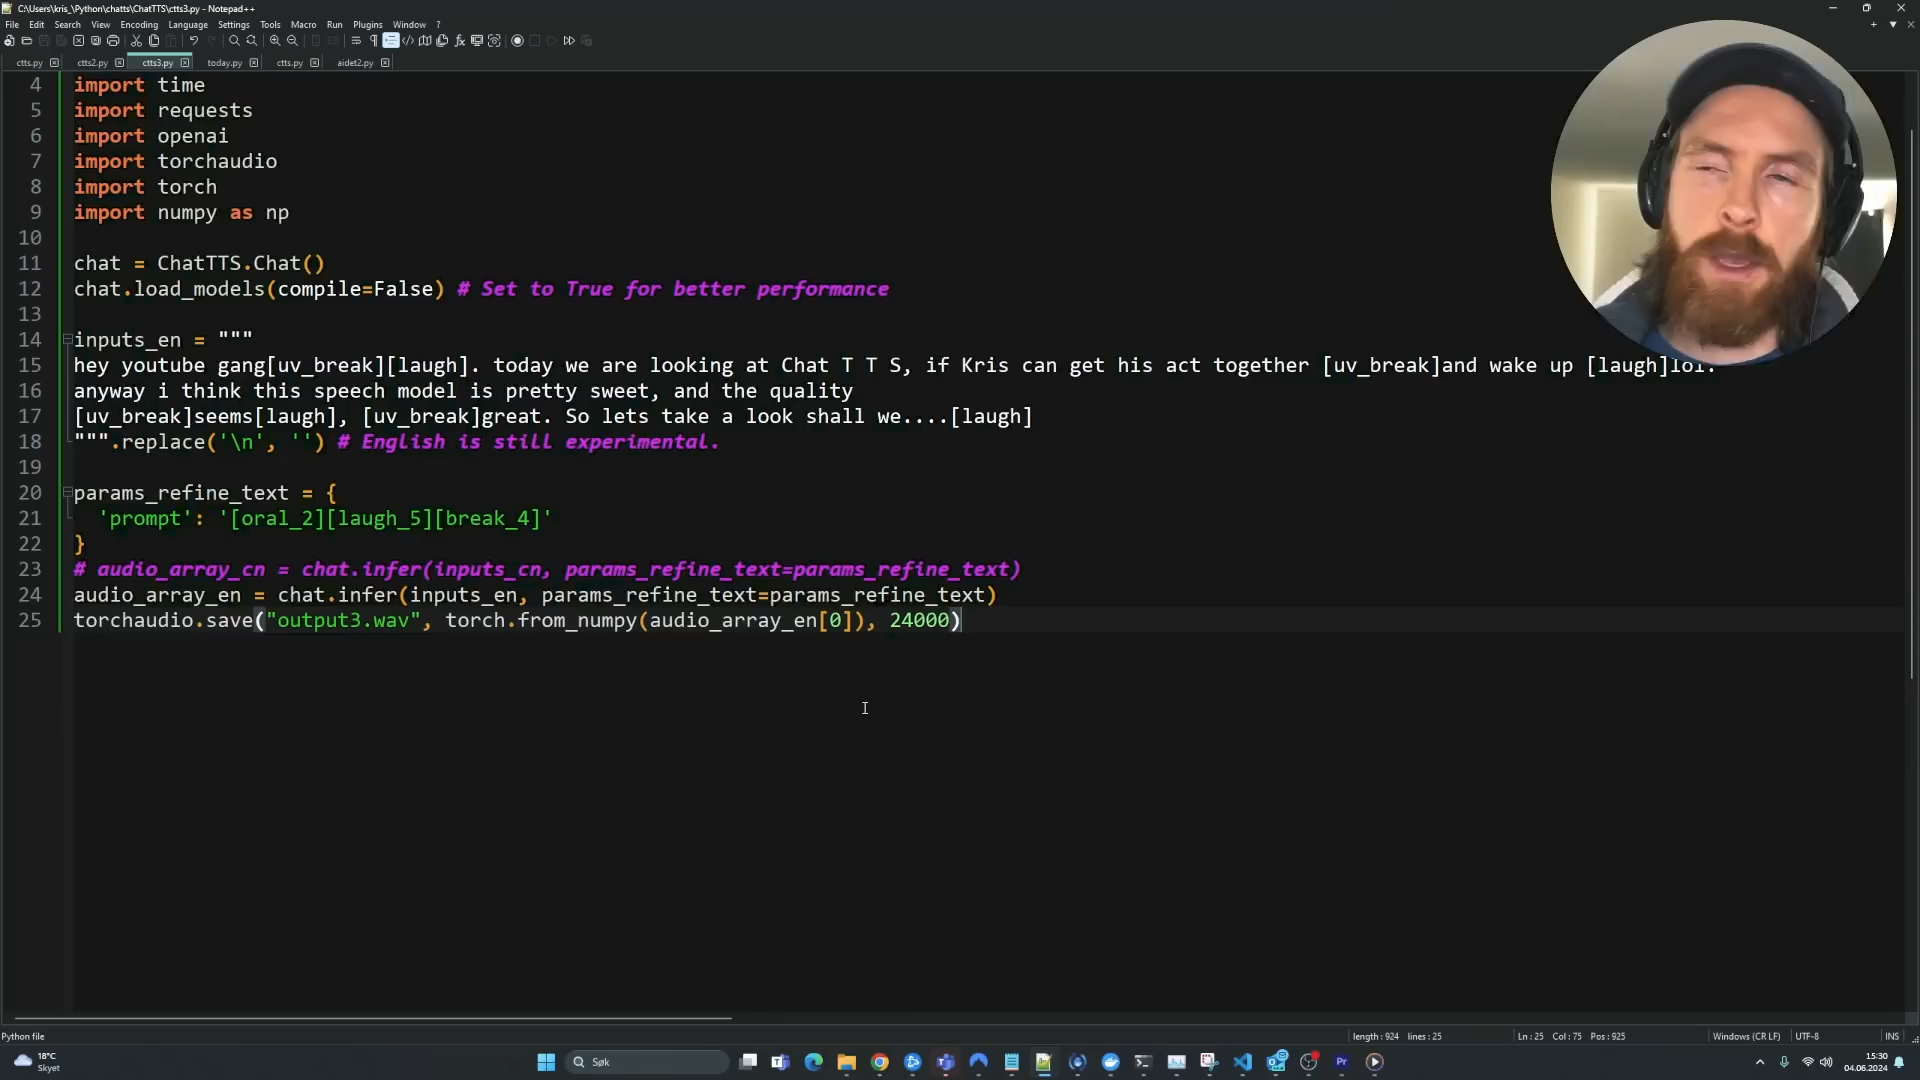 C:\Users\kris_\Python\chatts\ChatTTS\ctts3.py - Notepad++
File Edit Search View Encoding Language Settings Tools Macro Run Plugins Window ?
ctts.py ctts2.py ctts3.py today.py ctts.py aidet2.py
4 import time
5 import requests
6 import openai
7 import torchaudio
8 import torch
9 import numpy as np
10
11 chat = ChatTTS.Chat()
12 chat.load_models(compile=False) # Set to True for better performance
13
14 inputs_en = """
15 hey youtube gang[uv_break][laugh]. today we are looking at Chat T T S, if Kris can get his act together [uv_break]and wake up [laugh]lol.
16 anyway i think this speech model is pretty sweet, and the quality
17 [uv_break]seems[laugh], [uv_break]great. So lets take a look shall we....[laugh]
18 """.replace('\n', '') # English is still experimental.
19
20 params_refine_text = {
21 'prompt': '[oral_2][laugh_5][break_4]'
22 }
23 # audio_array_cn = chat.infer(inputs_cn, params_refine_text=params_refine_text)
24 audio_array_en = chat.infer(inputs_en, params_refine_text=params_refine_text)
25 torchaudio.save("output3.wav", torch.from_numpy(audio_array_en[0]), 24000)
Python file length : 924 lines : 25 Ln : 25 Col : 75 Pos : 925 Windows (CR LF) UTF-8 INS
18°C
Skyet
Søk
15:30
04.06.2024